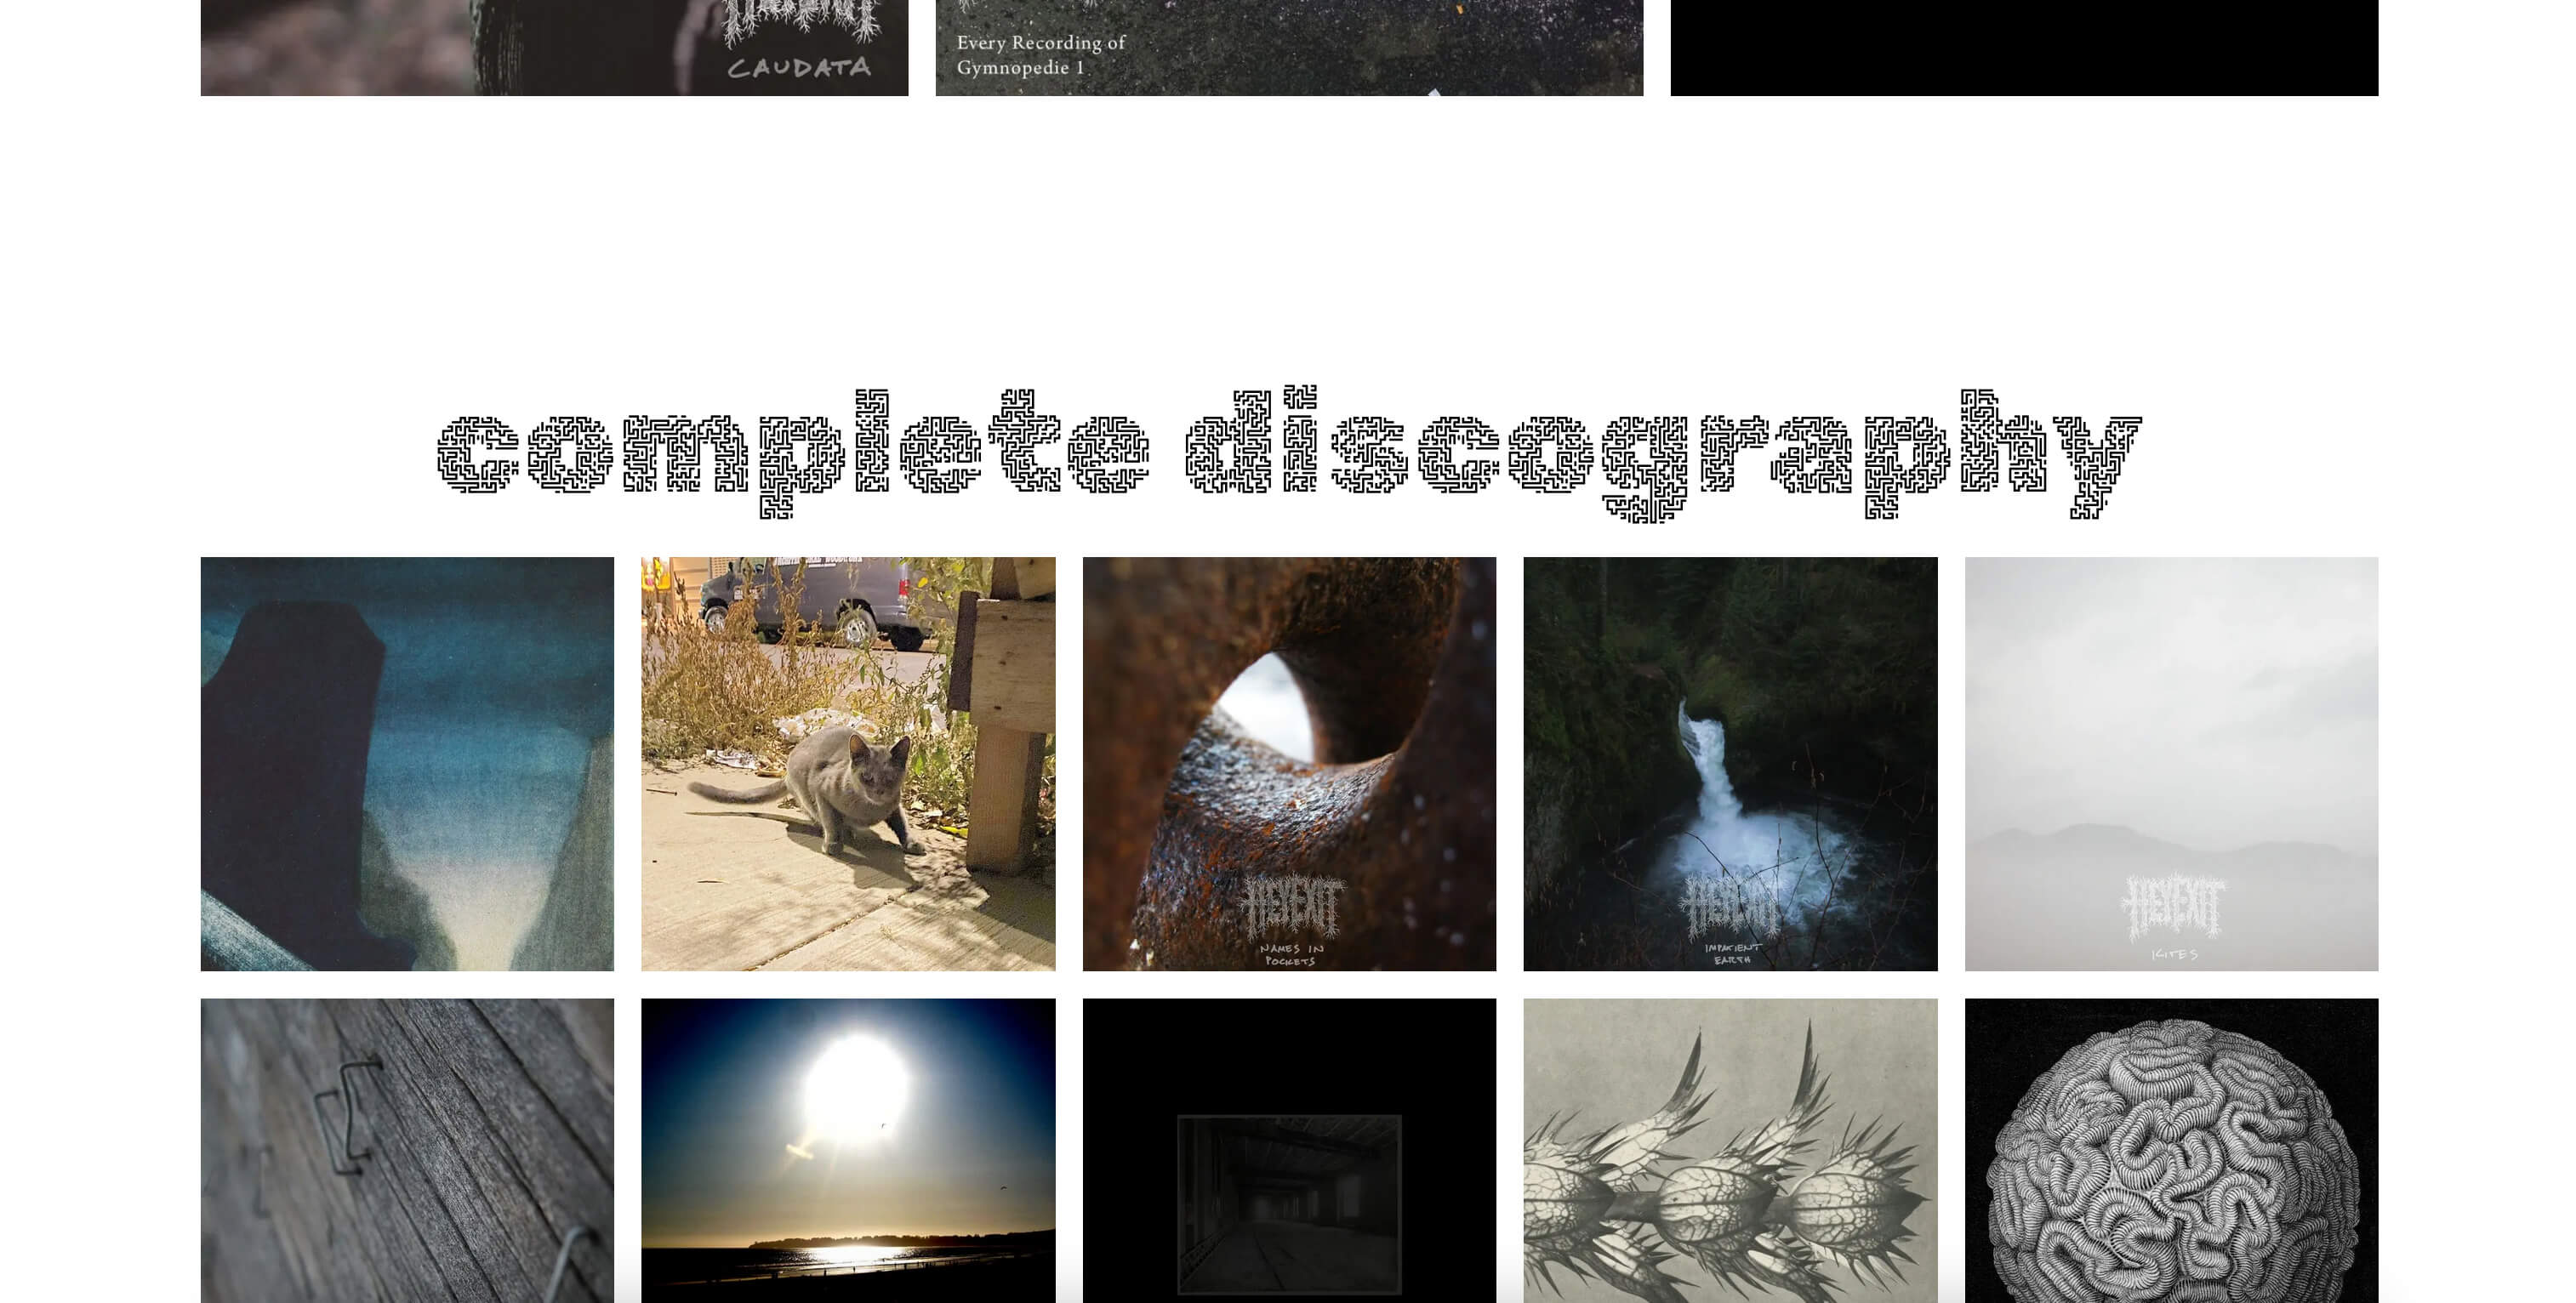 CAUDATA
Every Recording of
Gymnopedie 1
complete discography
HEXEXIT
NAMES IN
POCKETS
HEXEXIT
IMPATIENT
EARTH
HEXEXIT
KITES